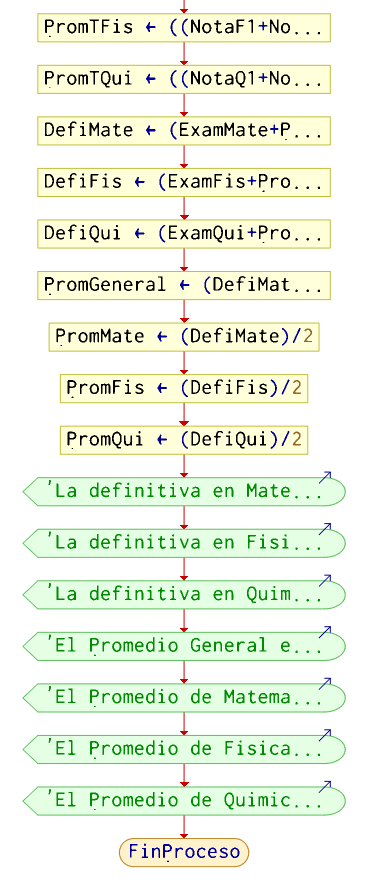 PromTFis ← ((NotaF1+No...
PromTQui ← ((NotaQ1+No...
DefiMate ← (ExamMate+P...
DefiFis ← (ExamFis+Pro...
DefiQui ← (ExamQui+Pro...
PromGeneral ← (DefiMat...
PromMate ← (DefiMate)/2
PromFis ← (DefiFis)/2
PromQui ← (DefiQui)/2
'La definitiva en Mate...
'La definitiva en Fisi...
'La definitiva en Quim...
'El Promedio General e...
'El Promedio de Matema...
'El Promedio de Fisica...
'El Promedio de Quimic...
FinProceso